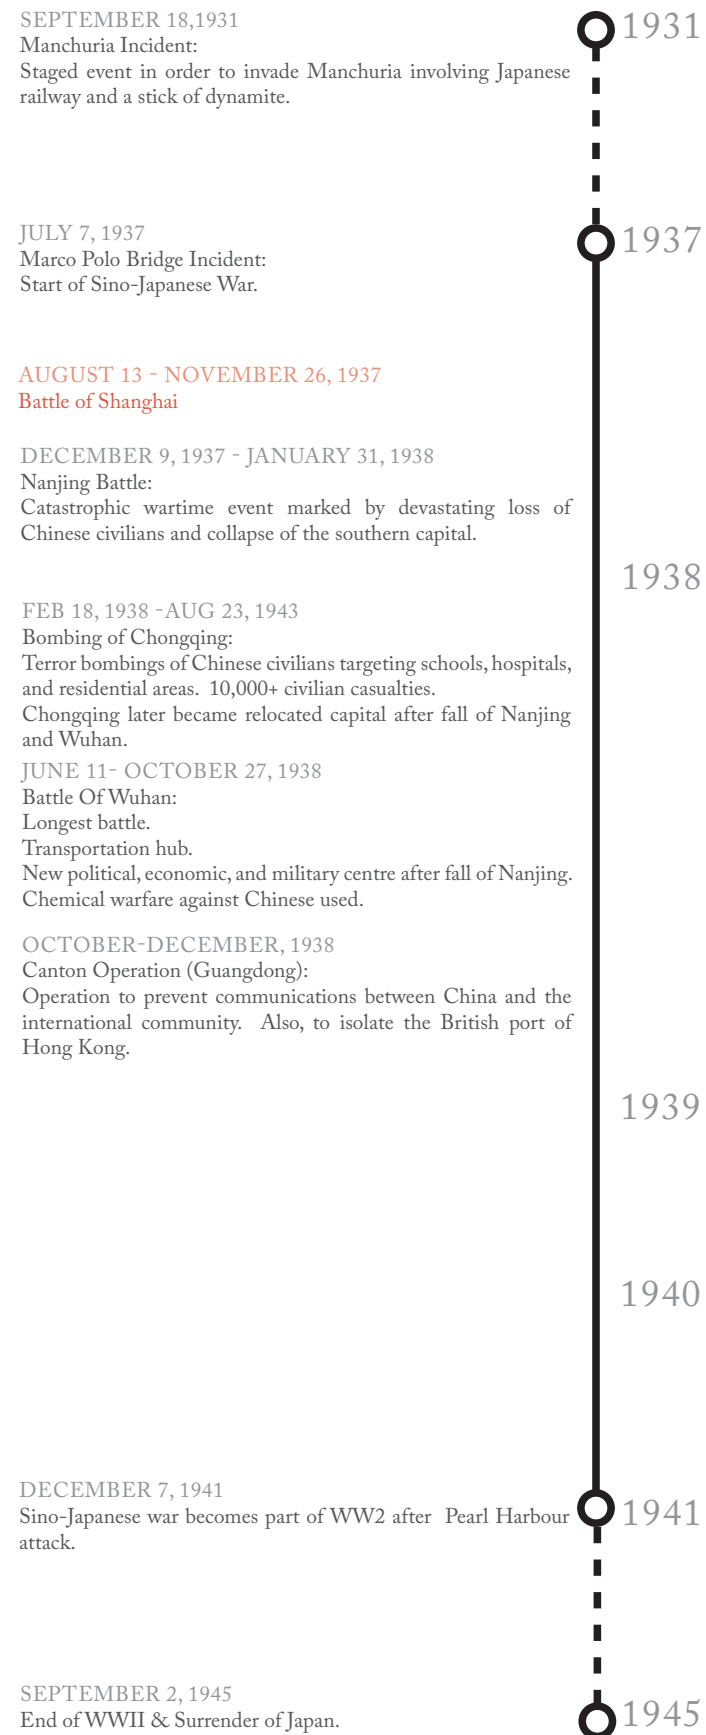 SEPTEMBER 18,1931
1931
Manchuria Incident:
Staged event in order to invade Manchuria involving Japanese
railway and a stick of dynamite.
JULY 7, 1937
1937
Marco Polo Bridge Incident:
Start of Sino-Japanese War.
AUGUST 13 - NOVEMBER 26, 1937
Battle of Shanghai
DECEMBER 9, 1937 - JANUARY 31, 1938
Nanjing Battle:
Catastrophic wartime event marked by devastating loss of
Chinese civilians and collapse of the southern capital.
1938
FEB 18, 1938 -AUG 23, 1943
Bombing of Chongqing:
Terror bombings of Chinese civilians targeting schools, hospitals,
and residential areas.  10,000+ civilian casualties.
Chongqing later became relocated capital after fall of Nanjing
and Wuhan.
JUNE 11- OCTOBER 27, 1938
Battle Of Wuhan:
Longest battle.
Transportation hub.
New political, economic, and military centre after fall of Nanjing.
Chemical warfare against Chinese used.
OCTOBER-DECEMBER, 1938
Canton Operation (Guangdong):
Operation to prevent communications between China and the
international community.  Also, to isolate the British port of
Hong Kong.
1939
1940
DECEMBER 7, 1941
1941
Sino-Japanese war becomes part of WW2 after  Pearl Harbour
attack.
SEPTEMBER 2, 1945
1945
End of WWII & Surrender of Japan.